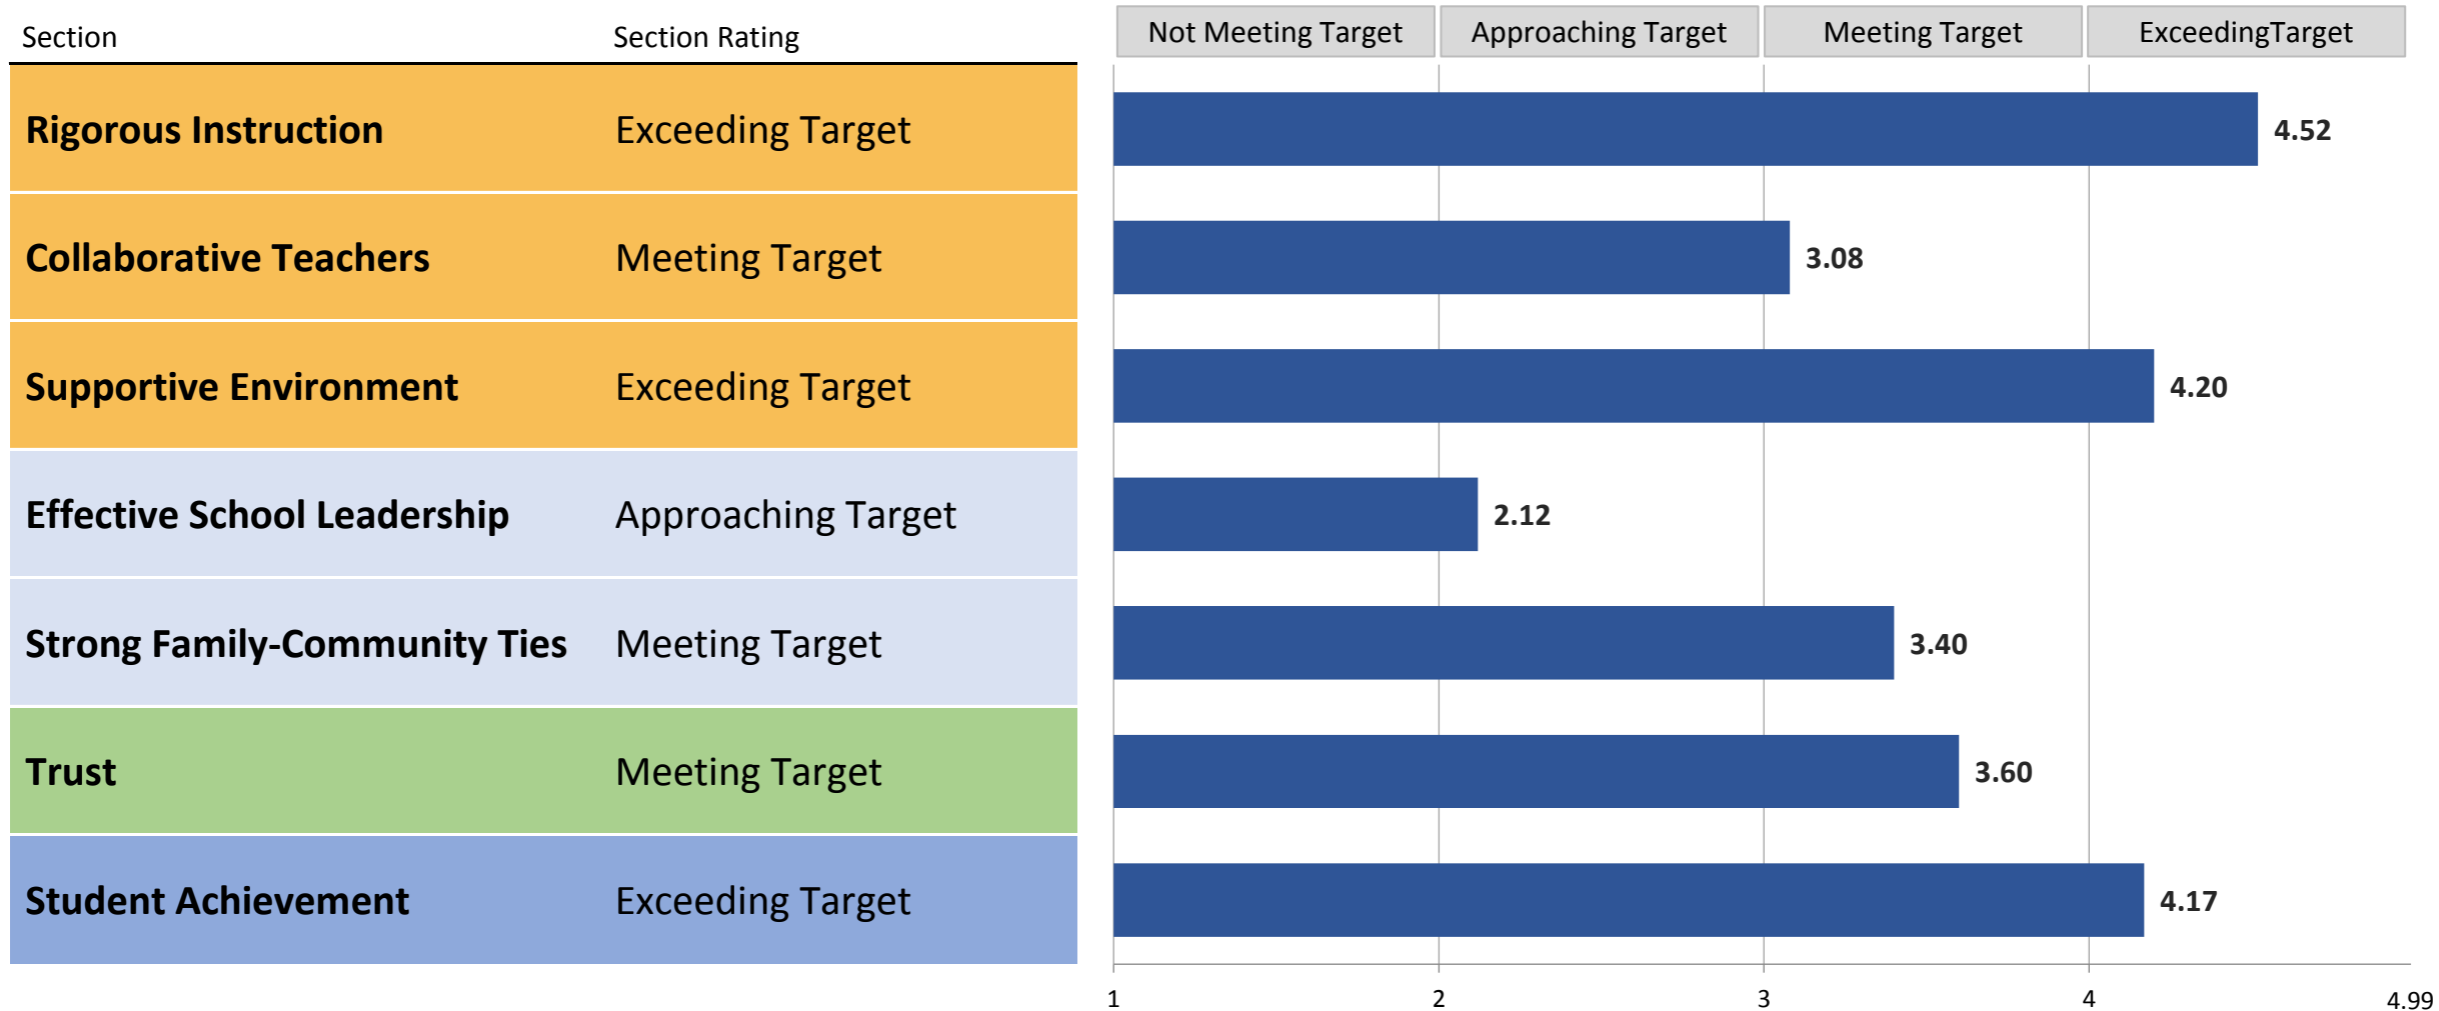 Section Section Rating Not Meeting Target Approaching Target Meeting Target ExceedingTarget
Rigorous Instruction Exceeding Target 4.52
Collaborative Teachers Meeting Target 3.08
Supportive Environment Exceeding Target 4.20
Effective School Leadership Approaching Target 2.12
Strong Family-Community Ties Meeting Target 3.40
Trust Meeting Target 3.60
Student Achievement Exceeding Target 4.17
1 2 3 4 4.99